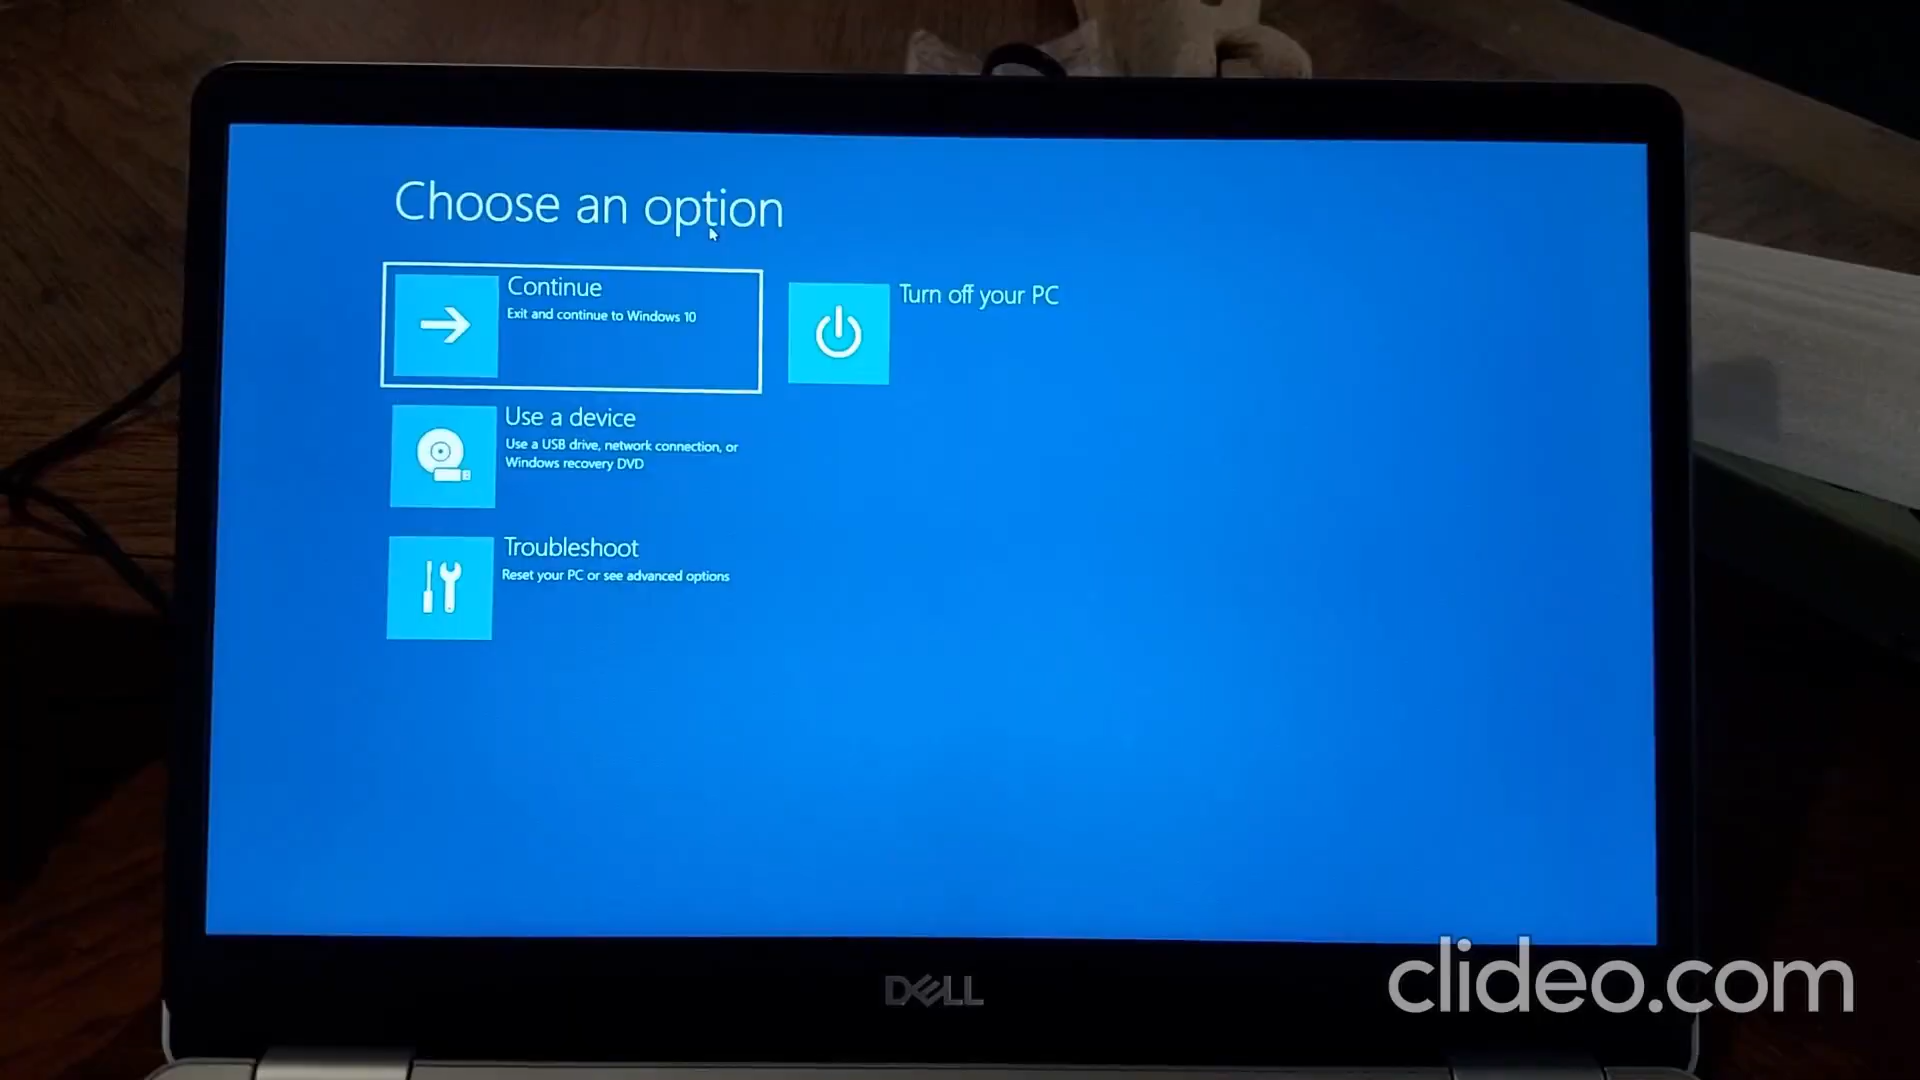 Choose an option
Continue
Exit and continue to Windows 10
Turn off your PC
Use a device
Use a USB drive, network connection, or
Windows recovery DVD
Troubleshoot
Reset your PC or see advanced options
DELL
clideo.com